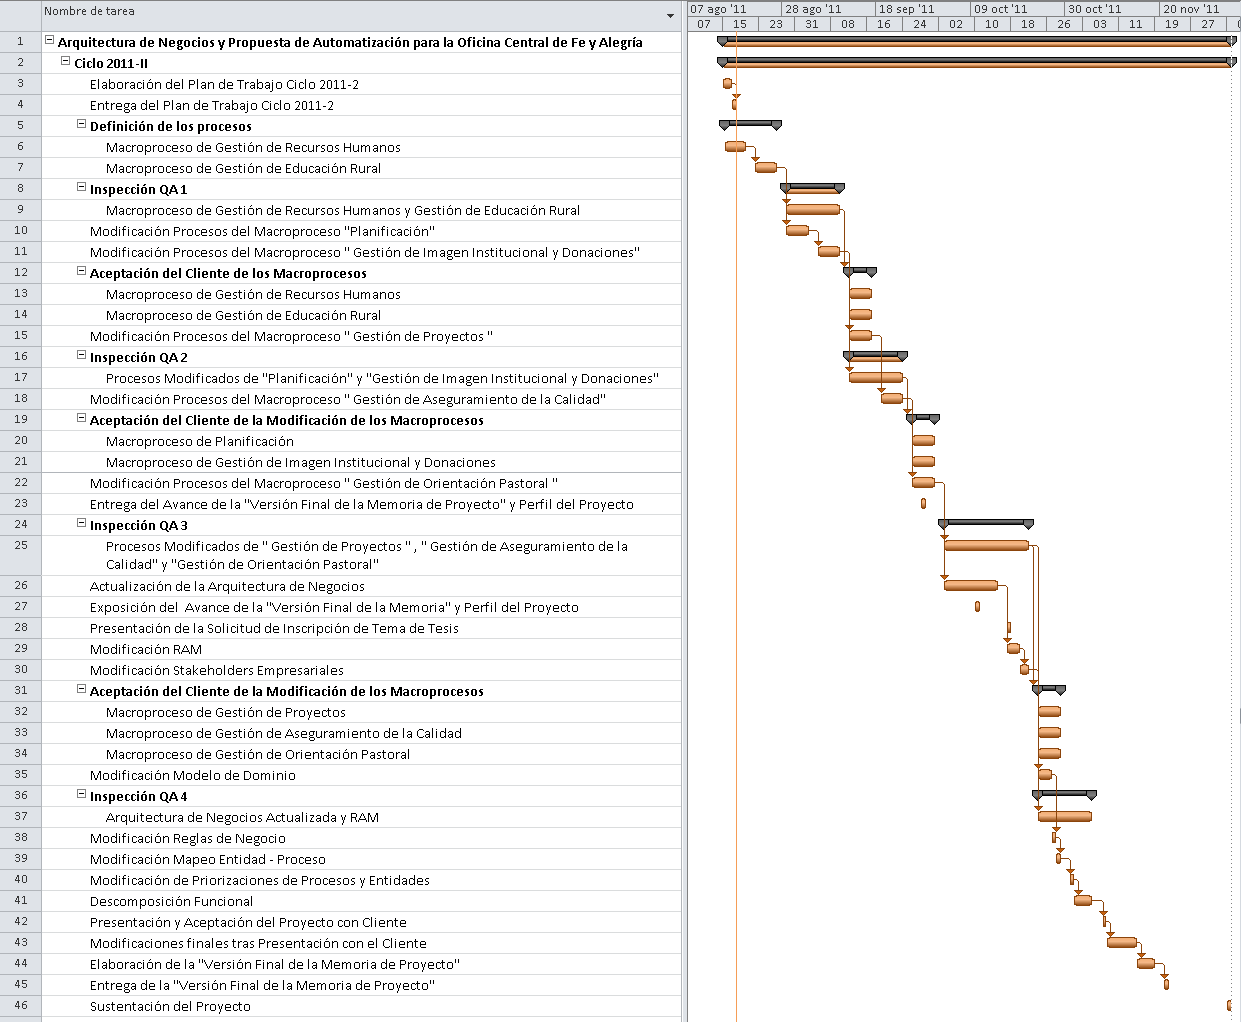 Nombre de tarea
07 ago '11 28 ago '11 18 sep '11 09 oct '11 30 oct '11 20 nov '11
07 15 23 31 08 16 24 02 10 18 26 03 11 19 27
1 Arquitectura de Negocios y Propuesta de Automatización para la Oficina Central de Fe y Alegría
2 Ciclo 2011-II
3 Elaboración del Plan de Trabajo Ciclo 2011-2
4 Entrega del Plan de Trabajo Ciclo 2011-2
5 Definición de los procesos
6 Macroproceso de Gestión de Recursos Humanos
7 Macroproceso de Gestión de Educación Rural
8 Inspección QA 1
9 Macroproceso de Gestión de Recursos Humanos y Gestión de Educación Rural
10 Modificación Procesos del Macroproceso "Planificación"
11 Modificación Procesos del Macroproceso " Gestión de Imagen Institucional y Donaciones"
12 Aceptación del Cliente de los Macroprocesos
13 Macroproceso de Gestión de Recursos Humanos
14 Macroproceso de Gestión de Educación Rural
15 Modificación Procesos del Macroproceso " Gestión de Proyectos "
16 Inspección QA 2
17 Procesos Modificados de "Planificación" y "Gestión de Imagen Institucional y Donaciones"
18 Modificación Procesos del Macroproceso " Gestión de Aseguramiento de la Calidad"
19 Aceptación del Cliente de la Modificación de los Macroprocesos
20 Macroproceso de Planificación
21 Macroproceso de Gestión de Imagen Institucional y Donaciones
22 Modificación Procesos del Macroproceso " Gestión de Orientación Pastoral "
23 Entrega del Avance de la "Versión Final de la Memoria de Proyecto" y Perfil del Proyecto
24 Inspección QA 3
25 Procesos Modificados de " Gestión de Proyectos " , " Gestión de Aseguramiento de la
Calidad" y "Gestión de Orientación Pastoral"
26 Actualización de la Arquitectura de Negocios
27 Exposición del Avance de la "Versión Final de la Memoria" y Perfil del Proyecto
28 Presentación de la Solicitud de Inscripción de Tema de Tesis
29 Modificación RAM
30 Modificación Stakeholders Empresariales
31 Aceptación del Cliente de la Modificación de los Macroprocesos
32 Macroproceso de Gestión de Proyectos
33 Macroproceso de Gestión de Aseguramiento de la Calidad
34 Macroproceso de Gestión de Orientación Pastoral
35 Modificación Modelo de Dominio
36 Inspección QA 4
37 Arquitectura de Negocios Actualizada y RAM
38 Modificación Reglas de Negocio
39 Modificación Mapeo Entidad - Proceso
40 Modificación de Priorizaciones de Procesos y Entidades
41 Descomposición Funcional
42 Presentación y Aceptación del Proyecto con Cliente
43 Modificaciones finales tras Presentación con el Cliente
44 Elaboración de la "Versión Final de la Memoria de Proyecto"
45 Entrega de la "Versión Final de la Memoria de Proyecto"
46 Sustentación del Proyecto